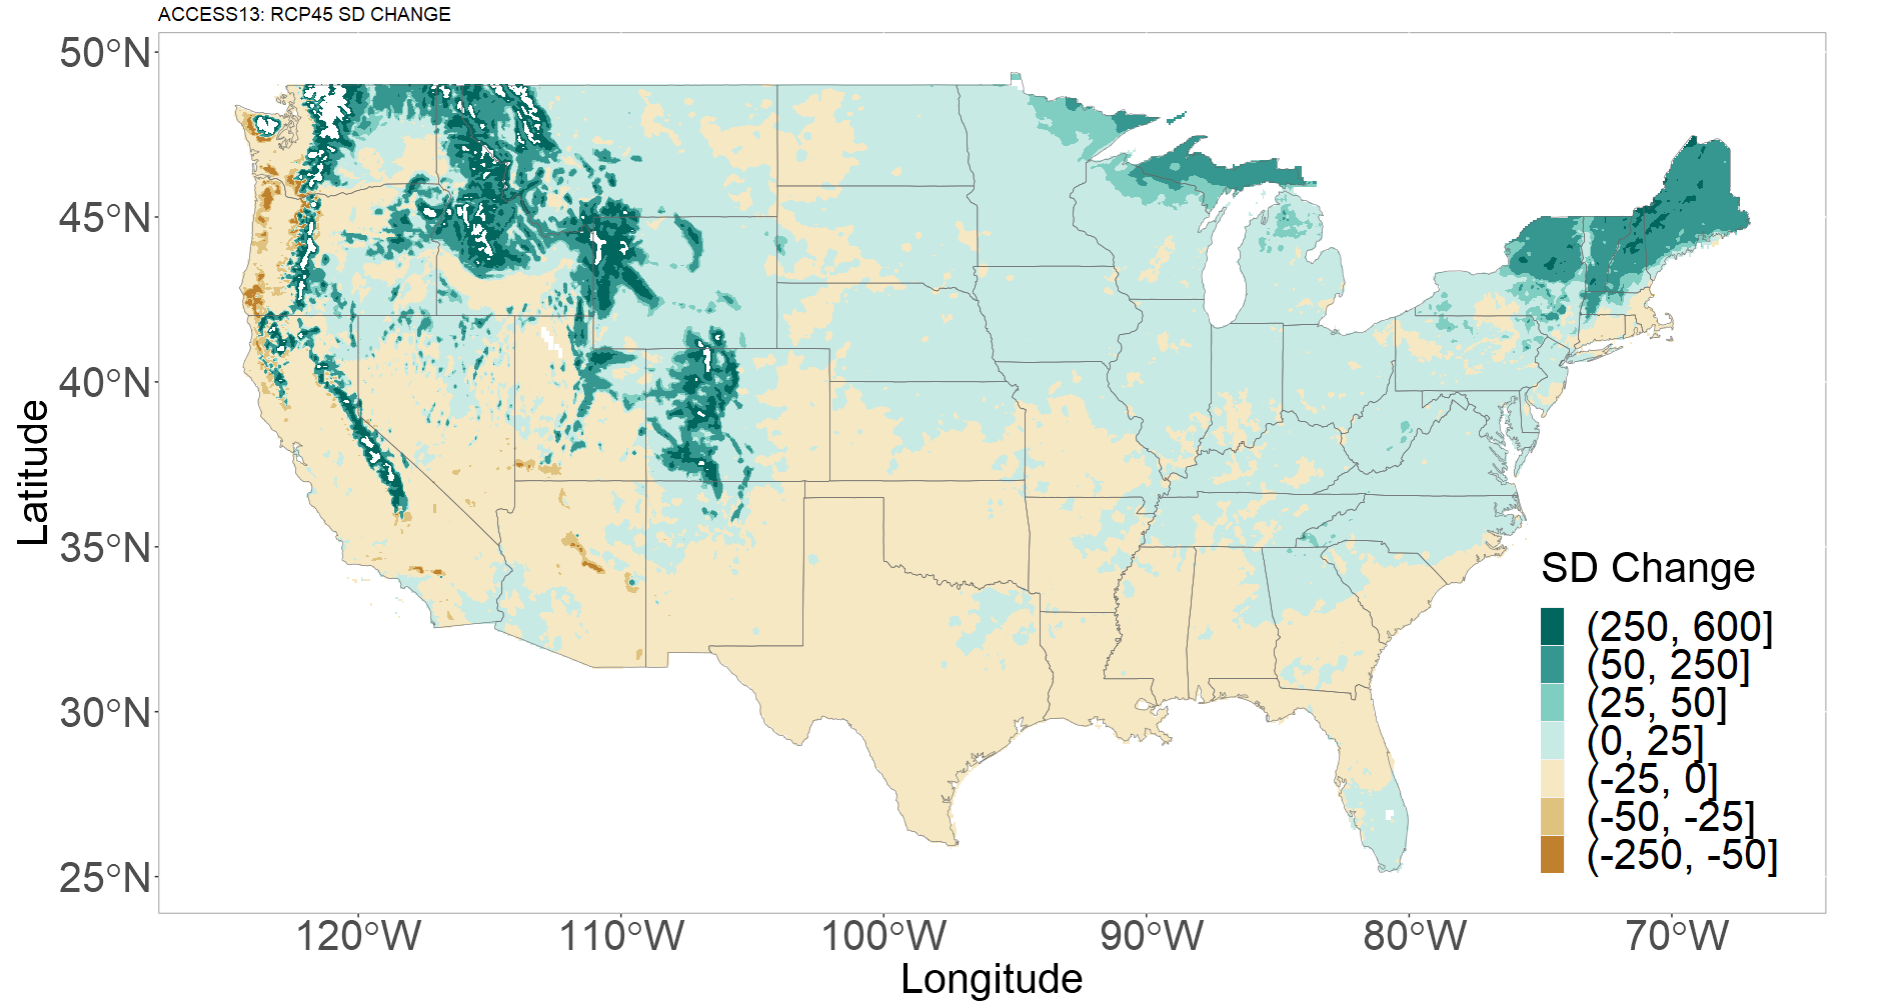 ACCESS13: RCP45 SD CHANGE
50°N
45°N
40°N
35°N
30°N
25°N
Latitude
SD Change
(250, 600]
(50, 250]
(25, 50]
(0, 25]
(-25, 0]
(-50, -25]
(-250, -50]
120°W
110°W
100°W
90°W
80°W
70°W
Longitude